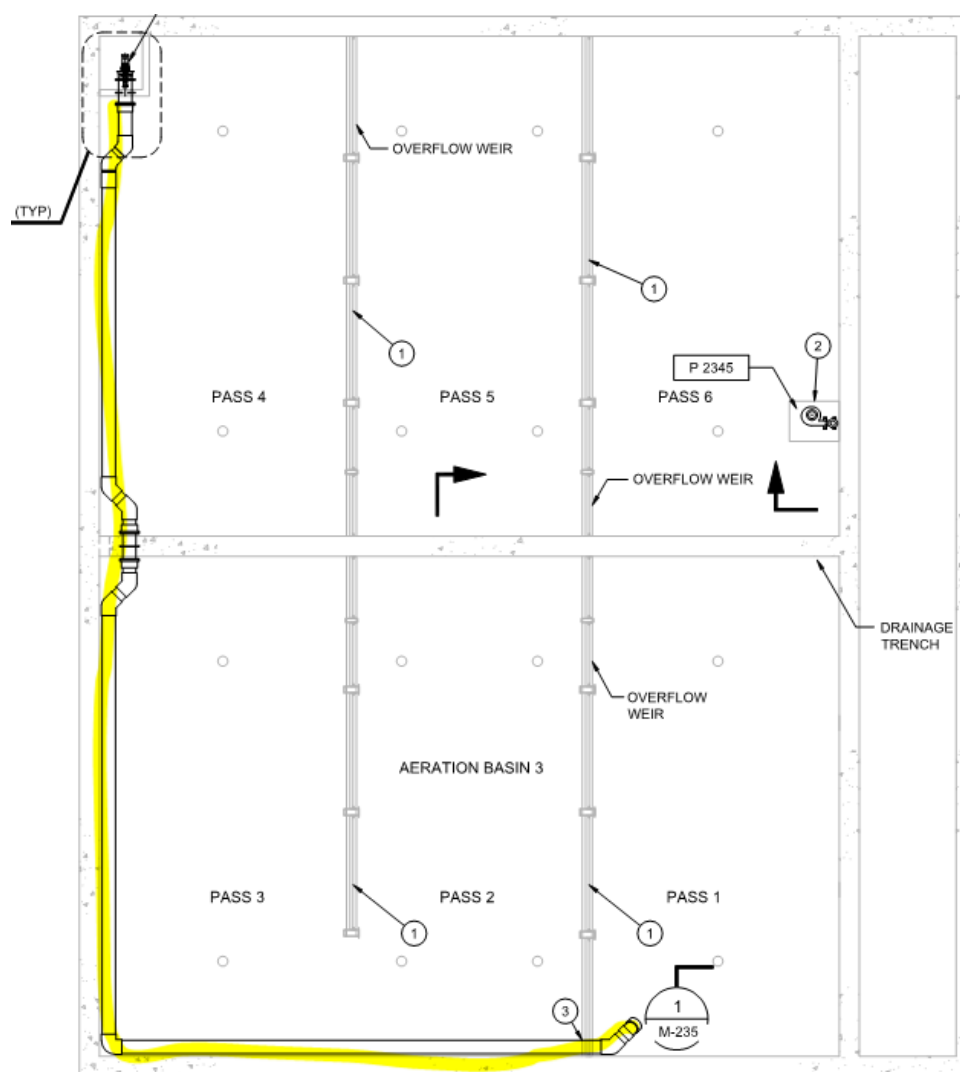 OVERFLOW WEIR
(TYP)
1
1
2
P 2345
PASS 4
PASS 5
PASS 6
OVERFLOW WEIR
DRAINAGE
TRENCH
OVERFLOW
WEIR
AERATION BASIN 3
PASS 3
PASS 2
PASS 1
1
1
3
1
M-235